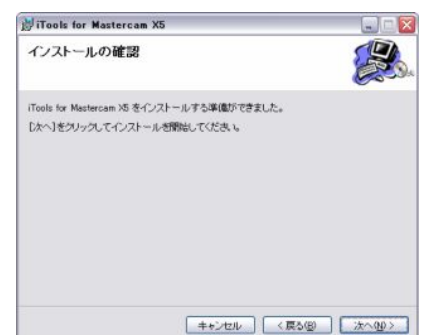 iTools for Mastercam X5
インストールの確認
iTools for Mastercam X5 をインストールする準備ができました。
[次へ]をクリックしてインストールを開始してください。
キャンセル
< 戻る(B)
次へ(N) >